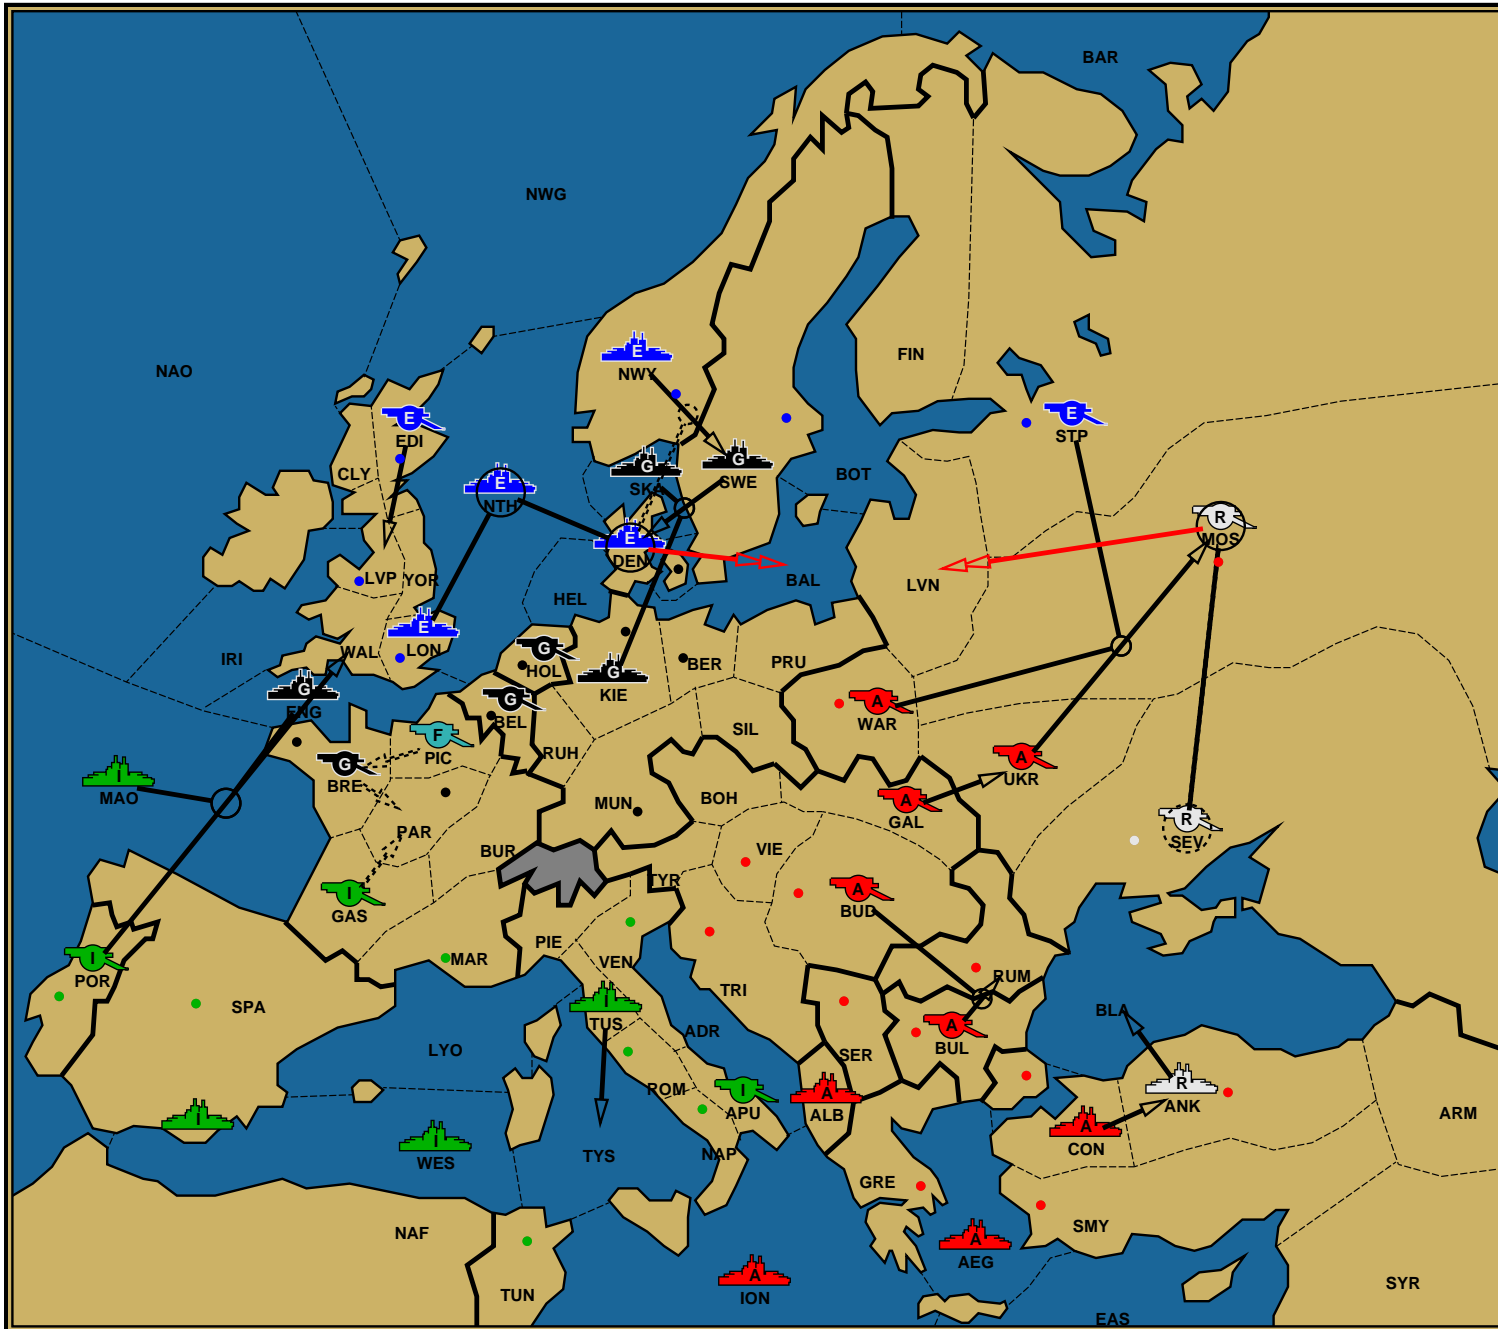 BAR
NWG
NAO
FIN
E
NWY
E
EDI
E
STP
CLY
G
SKA
G
SWE
BOT
E
NTH
R
MOS
E
DEN
BAL
LVN
LVP
YOR
HEL
E
LON
IRI
WAL
G
HOL
G
KIE
BER
PRU
G
ENG
G
BEL
A
WAR
F
PIC
SIL
RUH
A
UKR
I
MAO
G
BRE
MUN
BOH
A
GAL
R
SEV
PAR
BUR
VIE
TYR
I
GAS
A
BUD
I
POR
MAR
PIE
VEN
SPA
TRI
RUM
I
TUS
BLA
ADR
A
BUL
LYO
SER
ROM
I
APU
A
ALB
R
ANK
ARM
I
A
CON
I
WES
TYS
NAP
GRE
SMY
NAF
A
AEG
A
ION
TUN
SYR
EAS